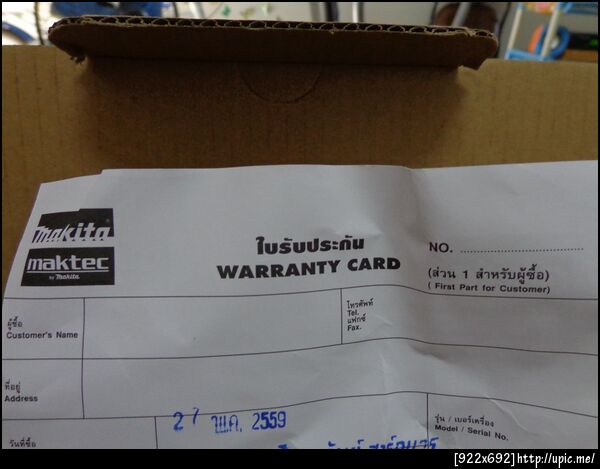 makita
maktec
by Makita
ใบรับประกัน
WARRANTY CARD
NO. ........................................
(ส่วน 1 สำหรับผู้ซื้อ)
( First Part for Customer)
ผู้ซื้อ
Customer's Name
โทรศัพท์
Tel.
แฟกซ์
Fax.
ที่อยู่
Address
27 พ.ค. 2559
วันที่ซื้อ
รุ่น / เบอร์เครื่อง
Model / Serial No.
[922x692]http://upic.me/